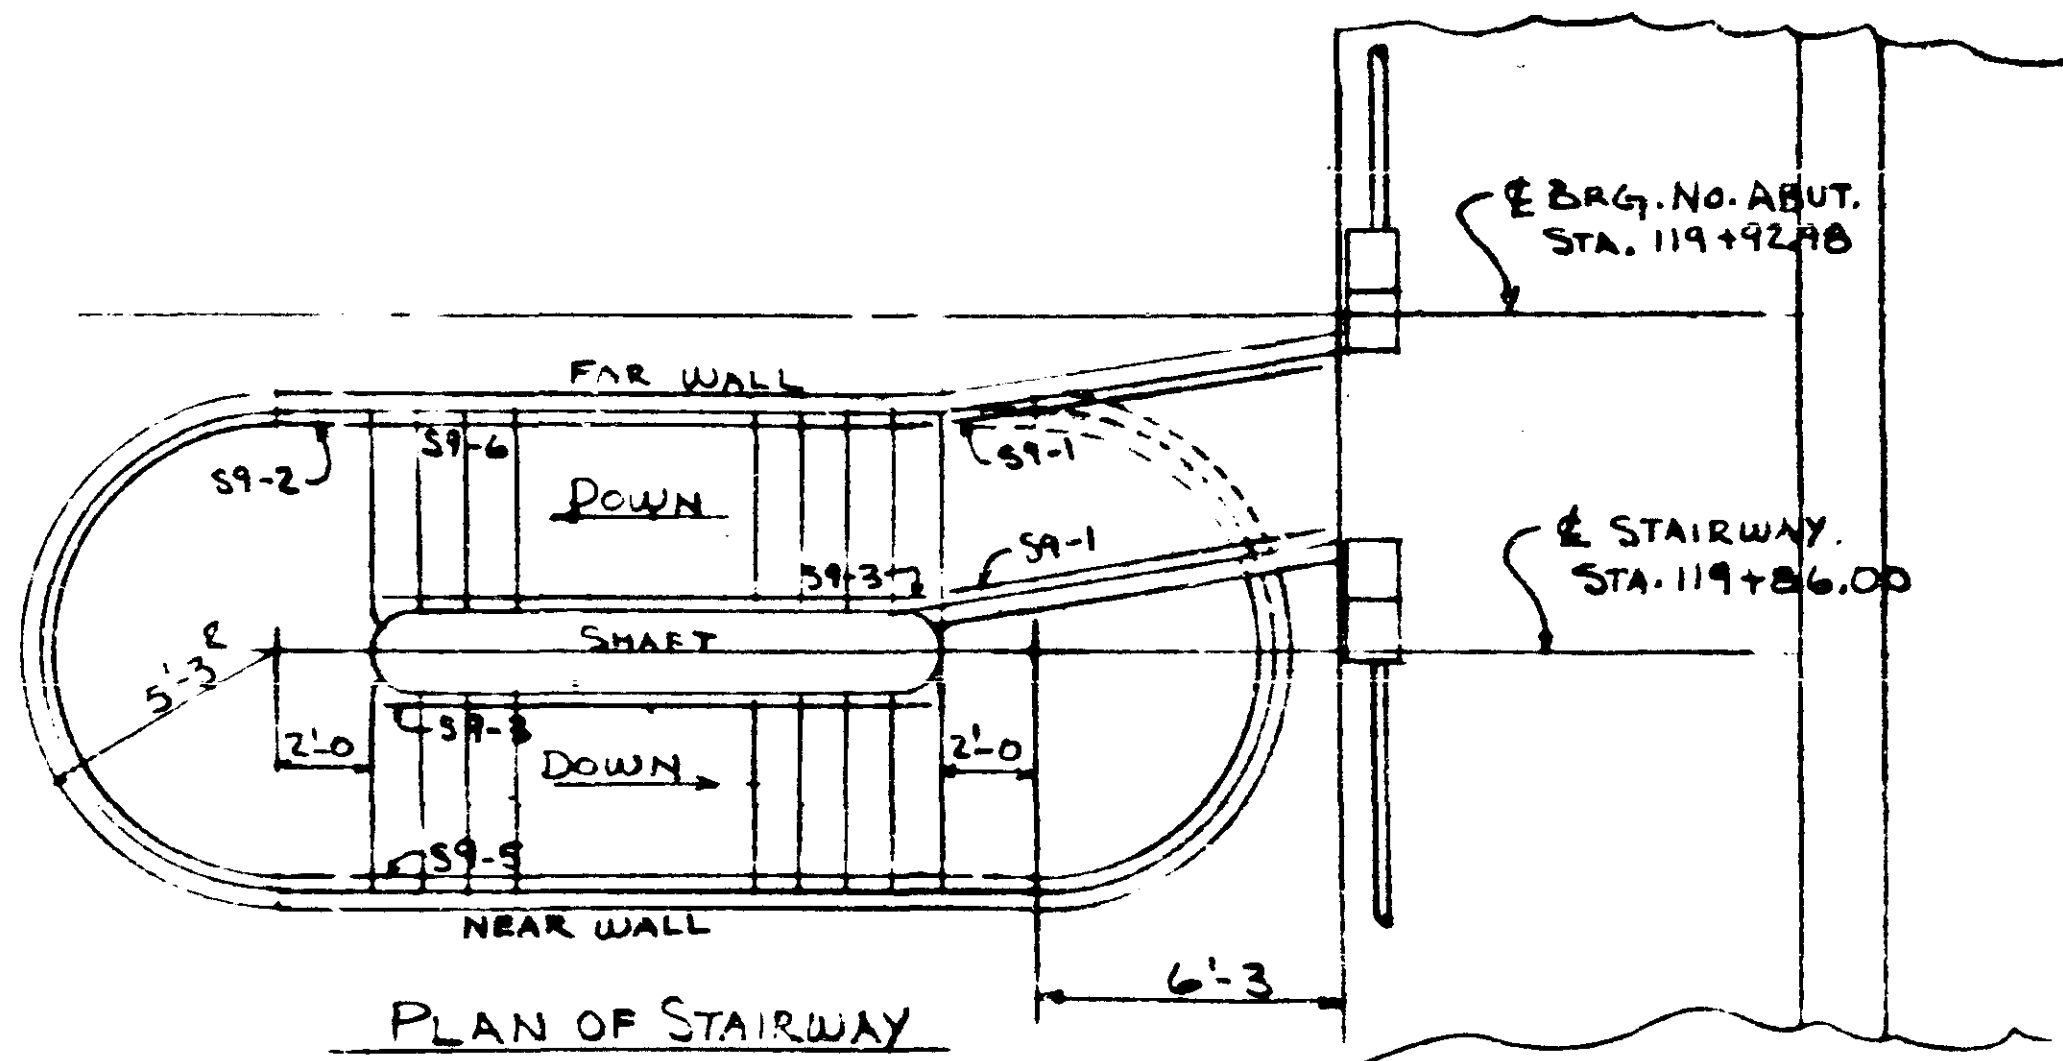 ℄ BRG. NO. ABUT.
STA. 119+92.98
FAR WALL
S9-6
S9-2
S9-1
DOWN
S9-1
S9-3
℄ STAIRWAY.
STA. 119+86.00
SHAFT
5'-3 R
2'-0
S9-3
2'-0
DOWN
S9-5
NEAR WALL
6'-3
PLAN OF STAIRWAY